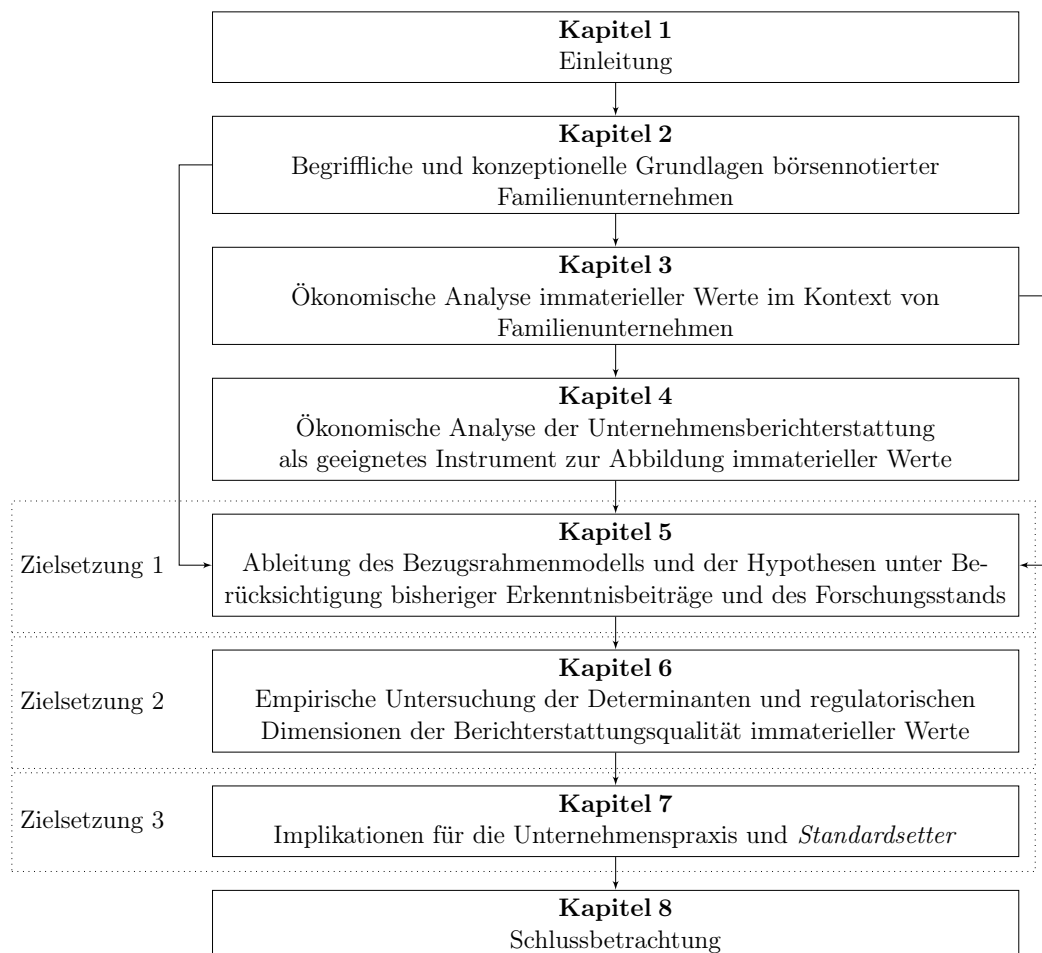 Kapitel 1
Einleitung
Kapitel 2
Begriffliche und konzeptionelle Grundlagen börsennotierter
Familienunternehmen
Kapitel 3
Ökonomische Analyse immaterieller Werte im Kontext von
Familienunternehmen
Kapitel 4
Ökonomische Analyse der Unternehmensberichterstattung
als geeignetes Instrument zur Abbildung immaterieller Werte
Zielsetzung 1
Kapitel 5
Ableitung des Bezugsrahmenmodells und der Hypothesen unter Be-
rücksichtigung bisheriger Erkenntnisbeiträge und des Forschungsstands
Zielsetzung 2
Kapitel 6
Empirische Untersuchung der Determinanten und regulatorischen
Dimensionen der Berichterstattungsqualität immaterieller Werte
Zielsetzung 3
Kapitel 7
Implikationen für die Unternehmenspraxis und Standardsetter
Kapitel 8
Schlussbetrachtung